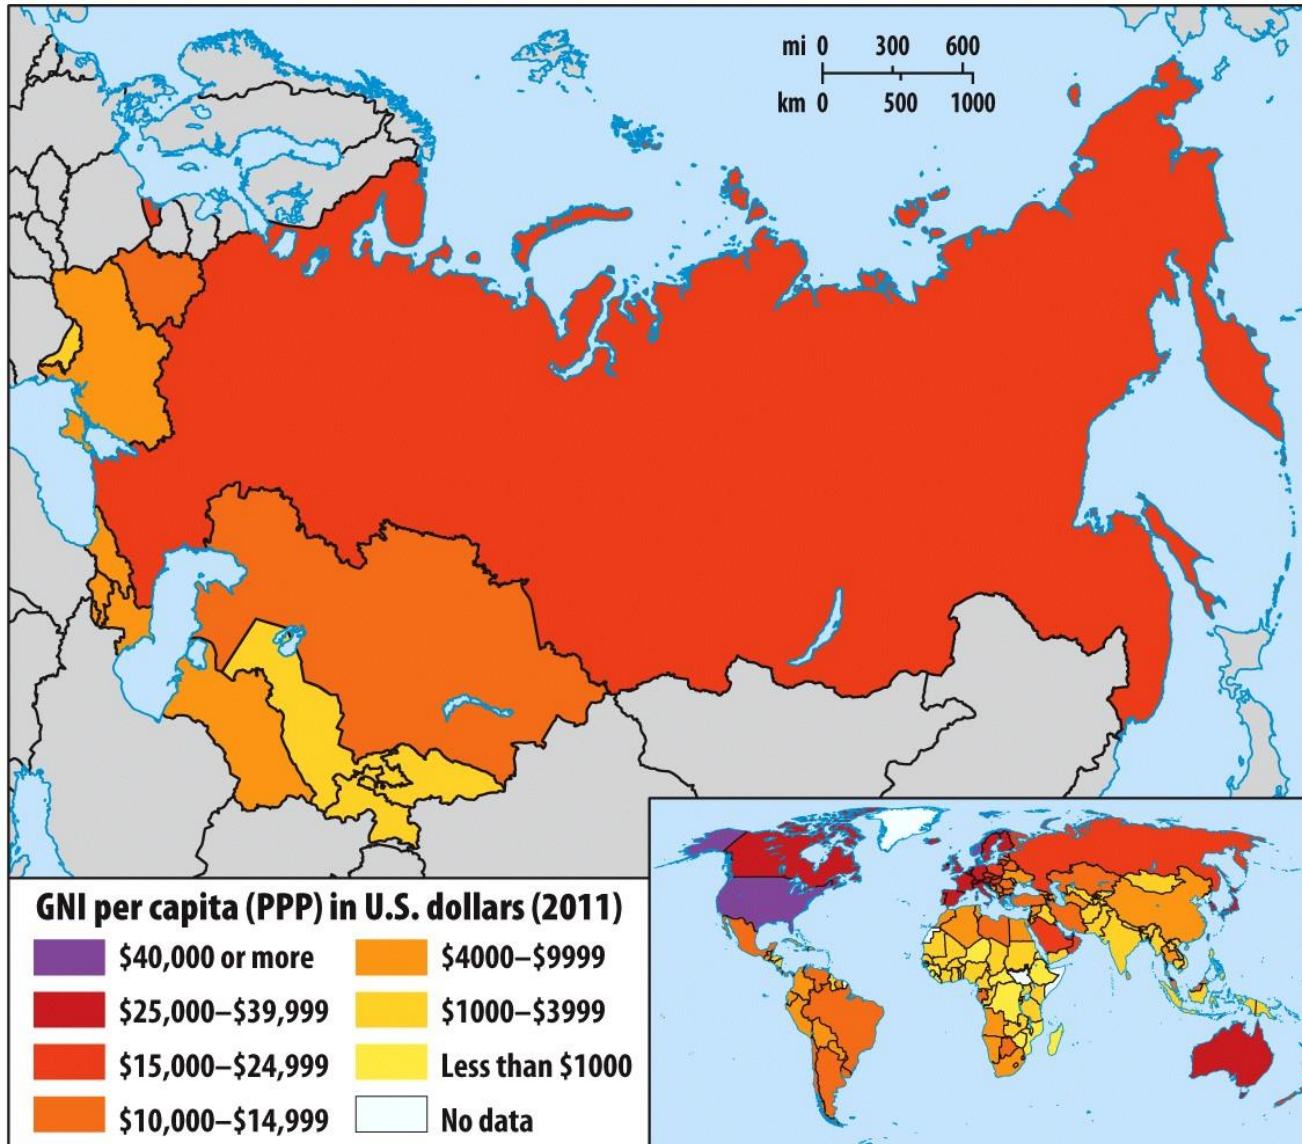 mi 0 300 600
km 0 500 1000
GNI per capita (PPP) in U.S. dollars (2011)
$40,000 or more
$25,000–$39,999
$15,000–$24,999
$10,000–$14,999
$4000–$9999
$1000–$3999
Less than $1000
No data